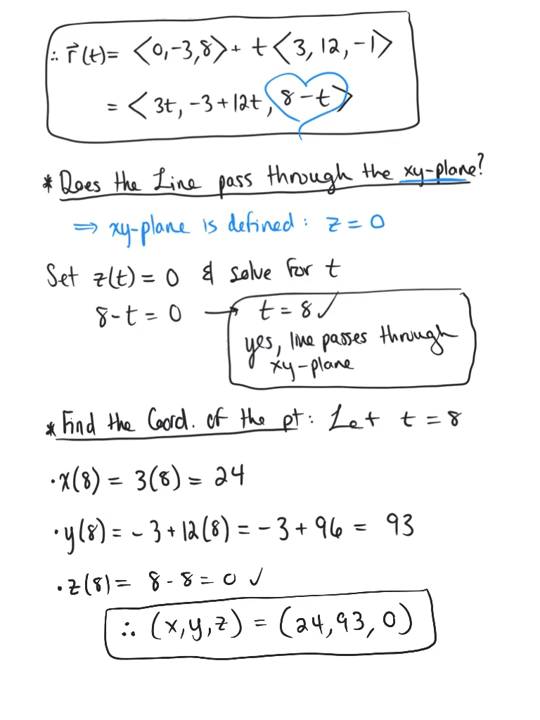 ∴ r⃗(t) = <0,-3,8> + t<3, 12, -1>
= <3t, -3+12t, 8-t>
* Does the Line pass through the xy-plane?
⇒ xy-plane is defined: z = 0
Set z(t) = 0 & solve for t
8-t = 0 → t = 8 ✓
yes, line passes through
xy-plane
* Find the Coord. of the pt: Let t = 8
· x(8) = 3(8) = 24
· y(8) = -3+12(8) = -3+96 = 93
· z(8) = 8-8 = 0 ✓
∴ (x,y,z) = (24,93,0)